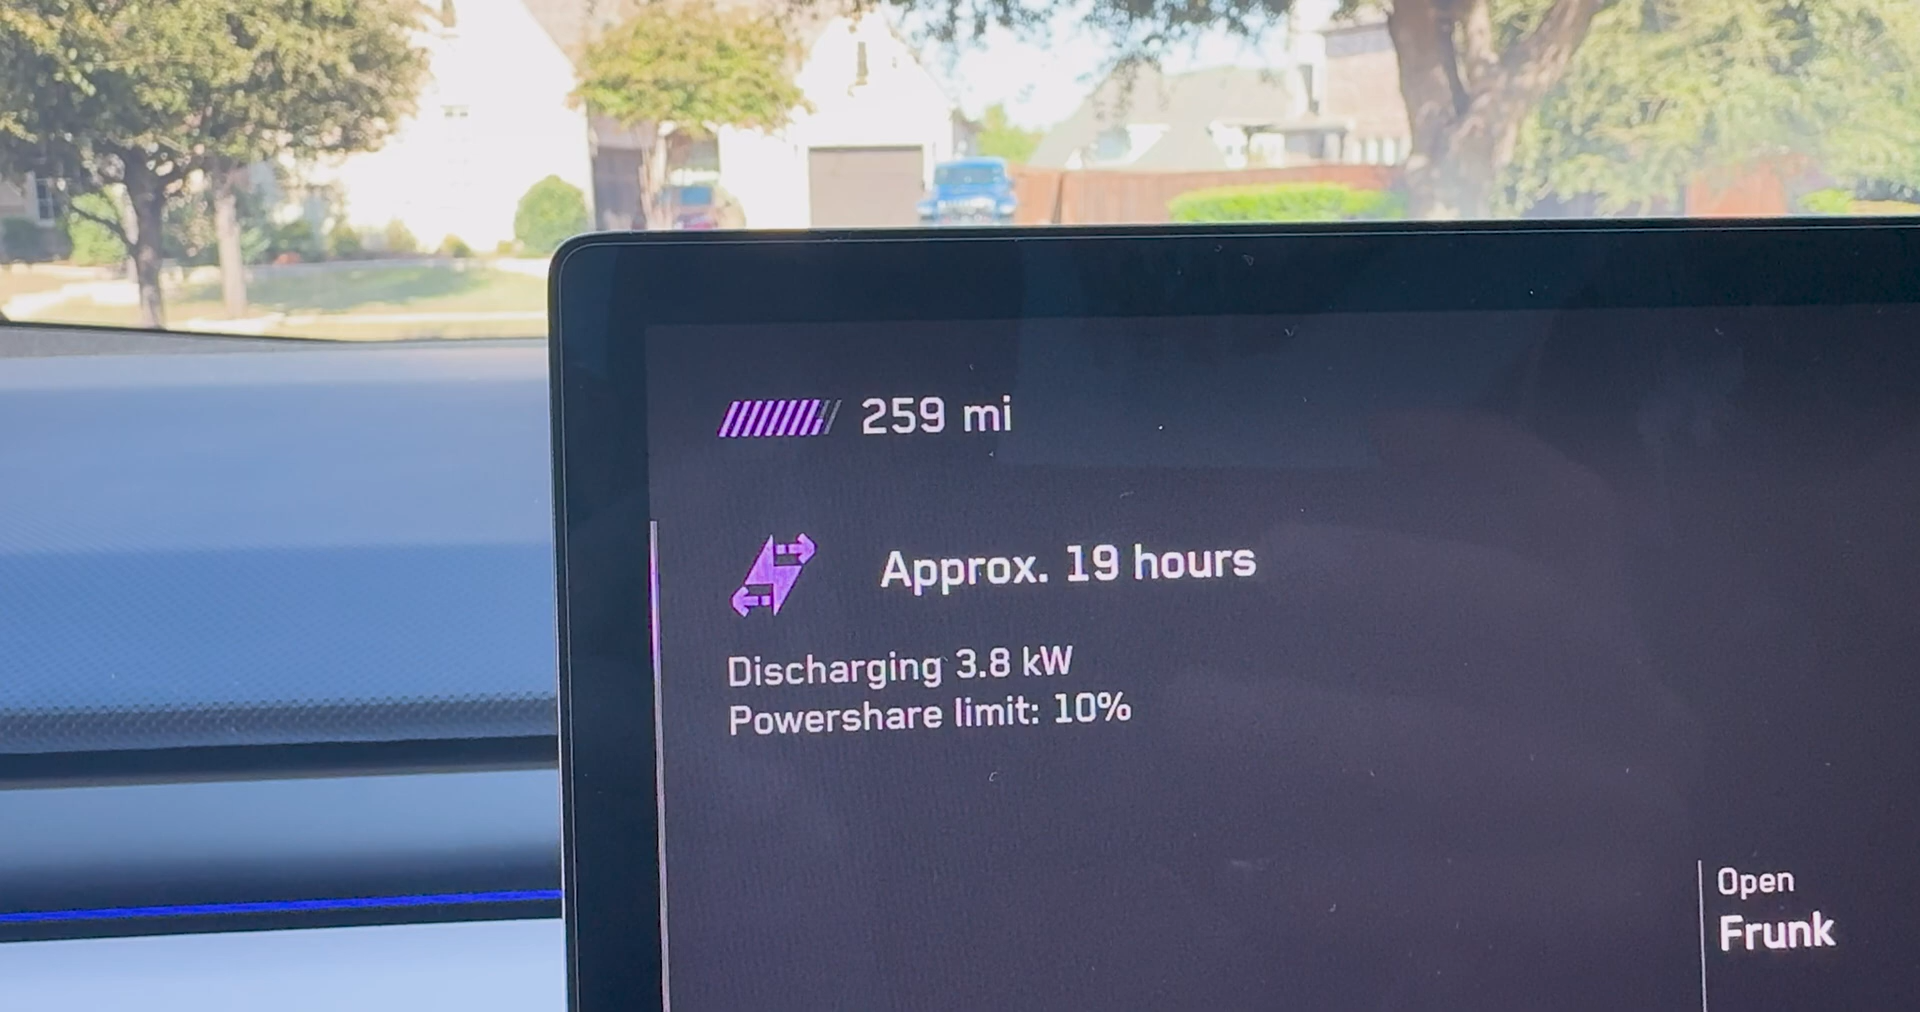 259 mi
Approx. 19 hours
Discharging 3.8 kW
Powershare limit: 10%
Open
Frunk